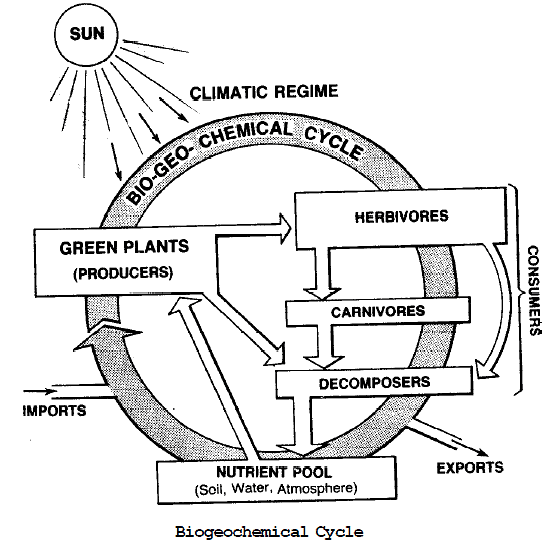 SUN
CLIMATIC REGIME
BIO-GEO-CHEMICAL CYCLE
HERBIVORES
GREEN PLANTS
(PRODUCERS)
CONSUMERS
CARNIVORES
DECOMPOSERS
IMPORTS
EXPORTS
NUTRIENT POOL
(Soil, Water, Atmosphere)
Biogeochemical Cycle